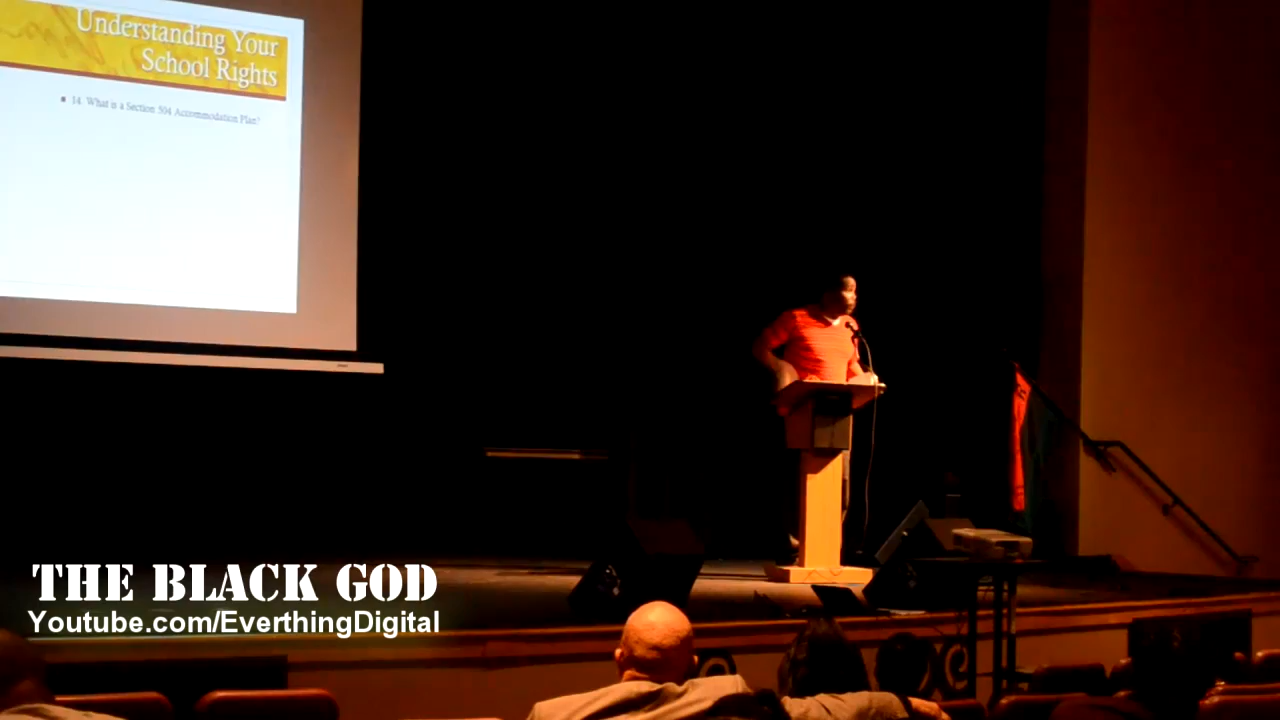 Understanding Your
School Rights
14. What is a Section 504 Accommodation Plan?
THE BLACK GOD
Youtube.com/EverthingDigital